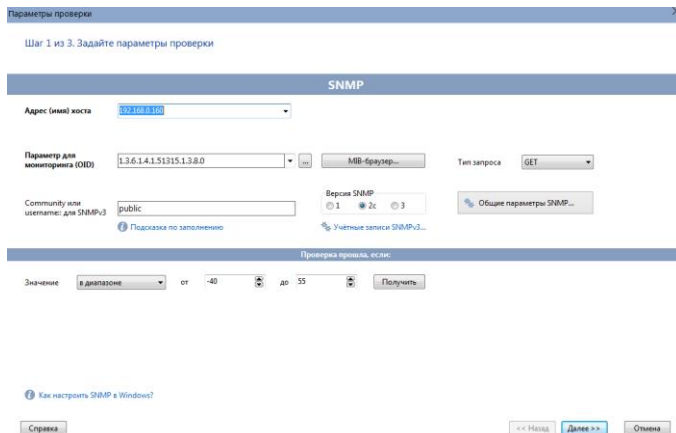 Параметры проверки
Шаг 1 из 3. Задайте параметры проверки
SNMP
Адрес (имя) хоста 192.168.0.160
Параметр для мониторинга (OID) 1.3.6.1.4.1.51315.1.3.8.0 ... MIB-браузер... Тип запроса GET
Версия SNMP
Community или username: для SNMPv3 public 1 2c 3 Общие параметры SNMP...
Подсказка по заполнению Учётные записи SNMPv3...
Проверка прошла, если:
Значение в диапазоне от -40 до 55 Получить
Как настроить SNMP в Windows?
Справка << Назад Далее >> Отмена